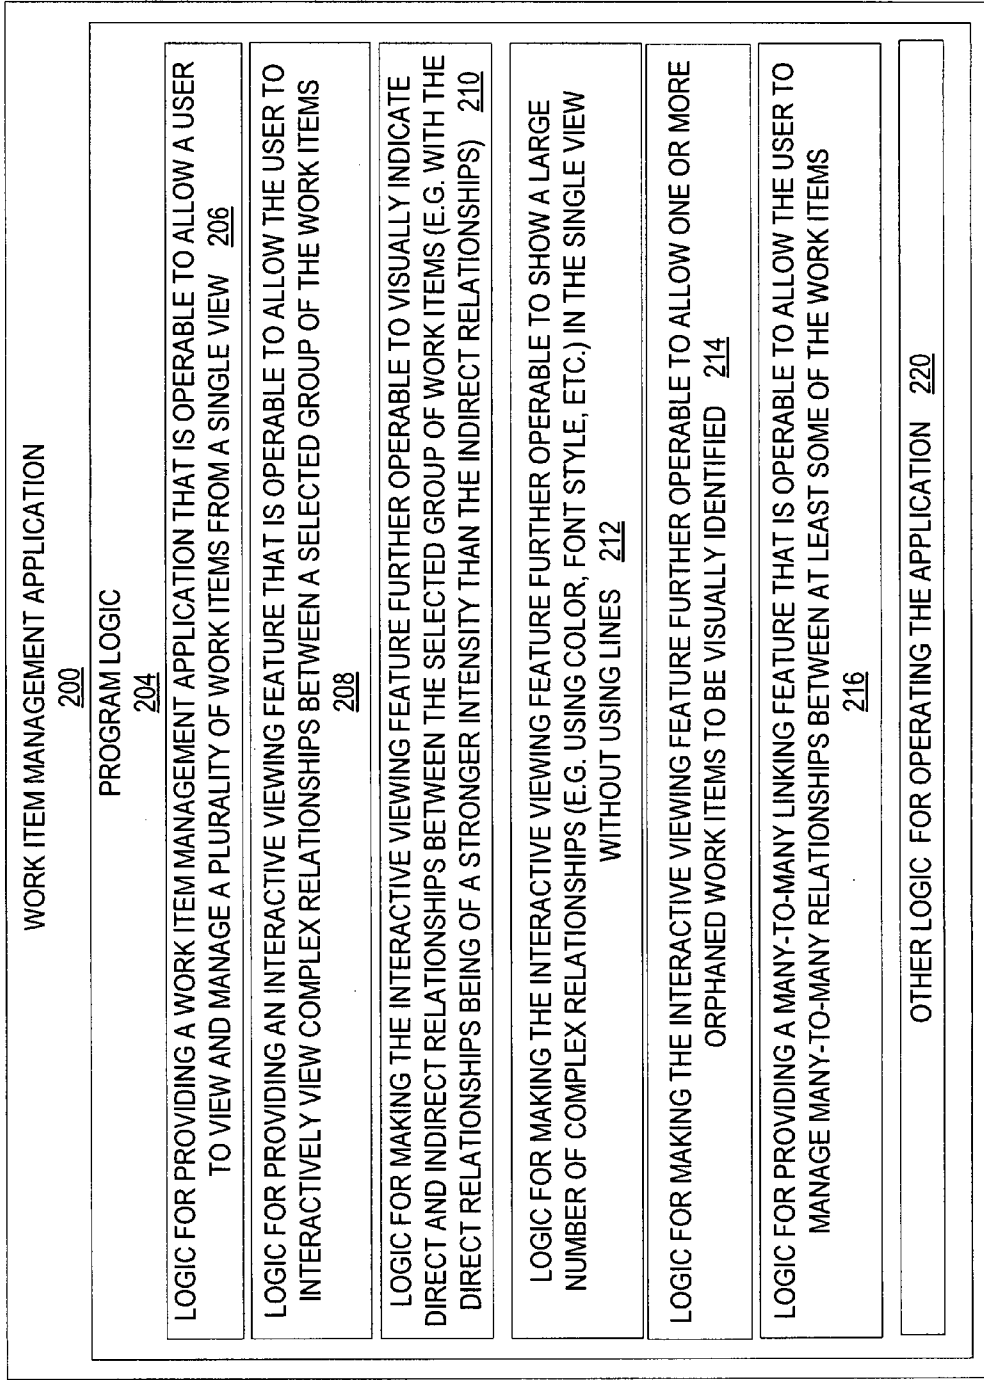 WORK ITEM MANAGEMENT APPLICATION
200
PROGRAM LOGIC
204
LOGIC FOR PROVIDING A WORK ITEM MANAGEMENT APPLICATION THAT IS OPERABLE TO ALLOW A USER
TO VIEW AND MANAGE A PLURALITY OF WORK ITEMS FROM A SINGLE VIEW 206
LOGIC FOR PROVIDING AN INTERACTIVE VIEWING FEATURE THAT IS OPERABLE TO ALLOW THE USER TO
INTERACTIVELY VIEW COMPLEX RELATIONSHIPS BETWEEN A SELECTED GROUP OF THE WORK ITEMS
208
LOGIC FOR MAKING THE INTERACTIVE VIEWING FEATURE FURTHER OPERABLE TO VISUALLY INDICATE
DIRECT AND INDIRECT RELATIONSHIPS BETWEEN THE SELECTED GROUP OF WORK ITEMS (E.G. WITH THE
DIRECT RELATIONSHIPS BEING OF A STRONGER INTENSITY THAN THE INDIRECT RELATIONSHIPS) 210
LOGIC FOR MAKING THE INTERACTIVE VIEWING FEATURE FURTHER OPERABLE TO SHOW A LARGE
NUMBER OF COMPLEX RELATIONSHIPS (E.G. USING COLOR, FONT STYLE, ETC.) IN THE SINGLE VIEW
WITHOUT USING LINES 212
LOGIC FOR MAKING THE INTERACTIVE VIEWING FEATURE FURTHER OPERABLE TO ALLOW ONE OR MORE
ORPHANED WORK ITEMS TO BE VISUALLY IDENTIFIED 214
LOGIC FOR PROVIDING A MANY-TO-MANY LINKING FEATURE THAT IS OPERABLE TO ALLOW THE USER TO
MANAGE MANY-TO-MANY RELATIONSHIPS BETWEEN AT LEAST SOME OF THE WORK ITEMS
216
OTHER LOGIC FOR OPERATING THE APPLICATION 220